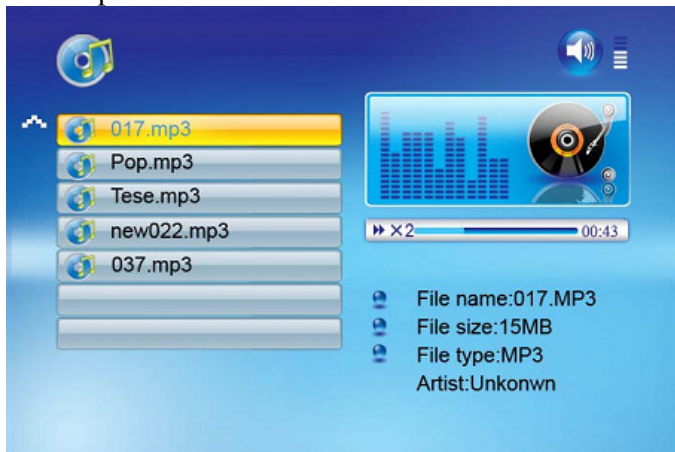 017.mp3
Pop.mp3
Tese.mp3
new022.mp3
037.mp3
×2 00:43
File name:017.MP3
File size:15MB
File type:MP3
Artist:Unkonwn